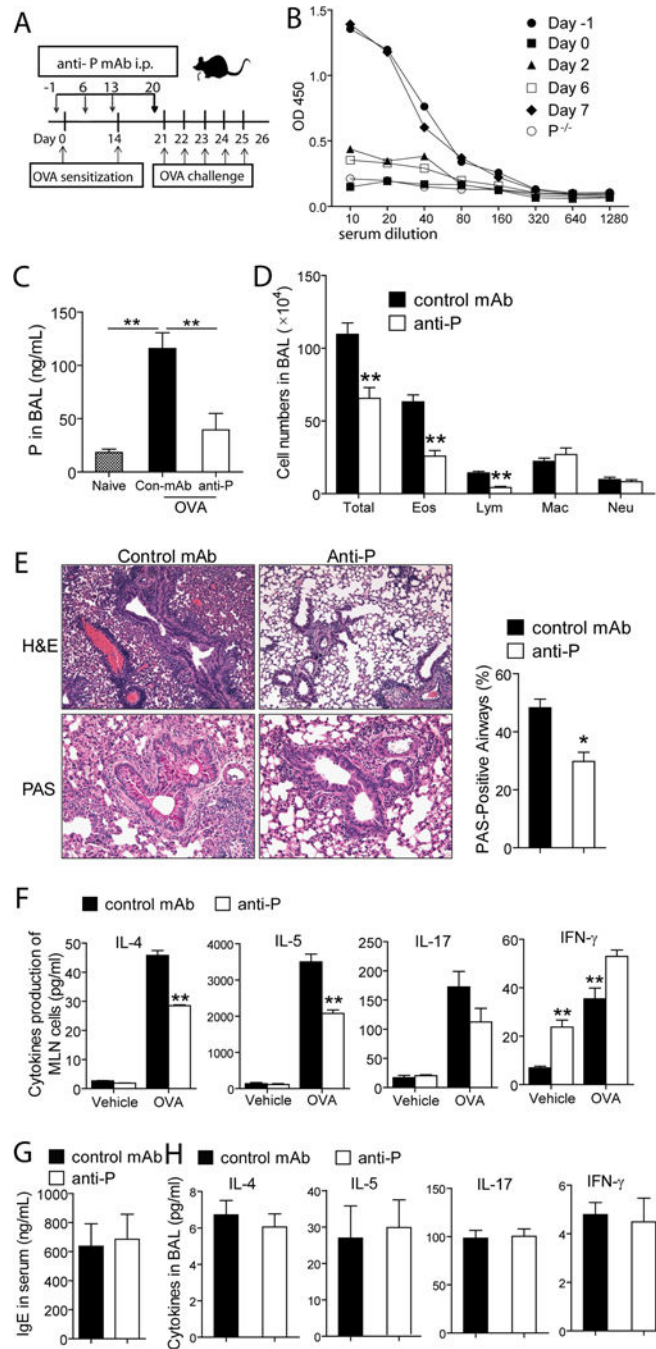 A
anti- P mAb i.p.
-1 6 13 20
Day 0 14 21 22 23 24 25 26
OVA sensitization OVA challenge
B
OD 450
1.5
1.0
0.5
0.0
10 20 40 80 160 320 640 1280
serum dilution
Day -1
Day 0
Day 2
Day 6
Day 7
P-/-
C
P in BAL (ng/mL)
150
100
50
0
** **
Naive Con-mAb anti-P
OVA
D
control mAb
anti-P
Cell numbers in BAL (×10⁴)
150
100
50
0
**
**
**
Total Eos Lym Mac Neu
E
Control mAb Anti-P
H&E
PAS
control mAb
anti-P
PAS-Positive Airways (%)
60
40
20
0
*
F
control mAb anti-P
Cytokines production of
MLN cells (pg/ml)
IL-4
50
40
30
20
10
0
**
Vehicle OVA
IL-5
5000
4000
2000
0
**
Vehicle OVA
IL-17
250
200
150
100
50
0
Vehicle OVA
IFN-γ
60
40
20
0
** **
Vehicle OVA
G
control mAb
anti-P
IgE in serum (ng/mL)
1000
800
600
400
200
0
H
control mAb anti-P
Cytokines in BAL (pg/ml)
IL-4
8
6
4
2
0
IL-5
40
30
20
10
0
IL-17
150
100
50
0
IFN-γ
6
4
2
0